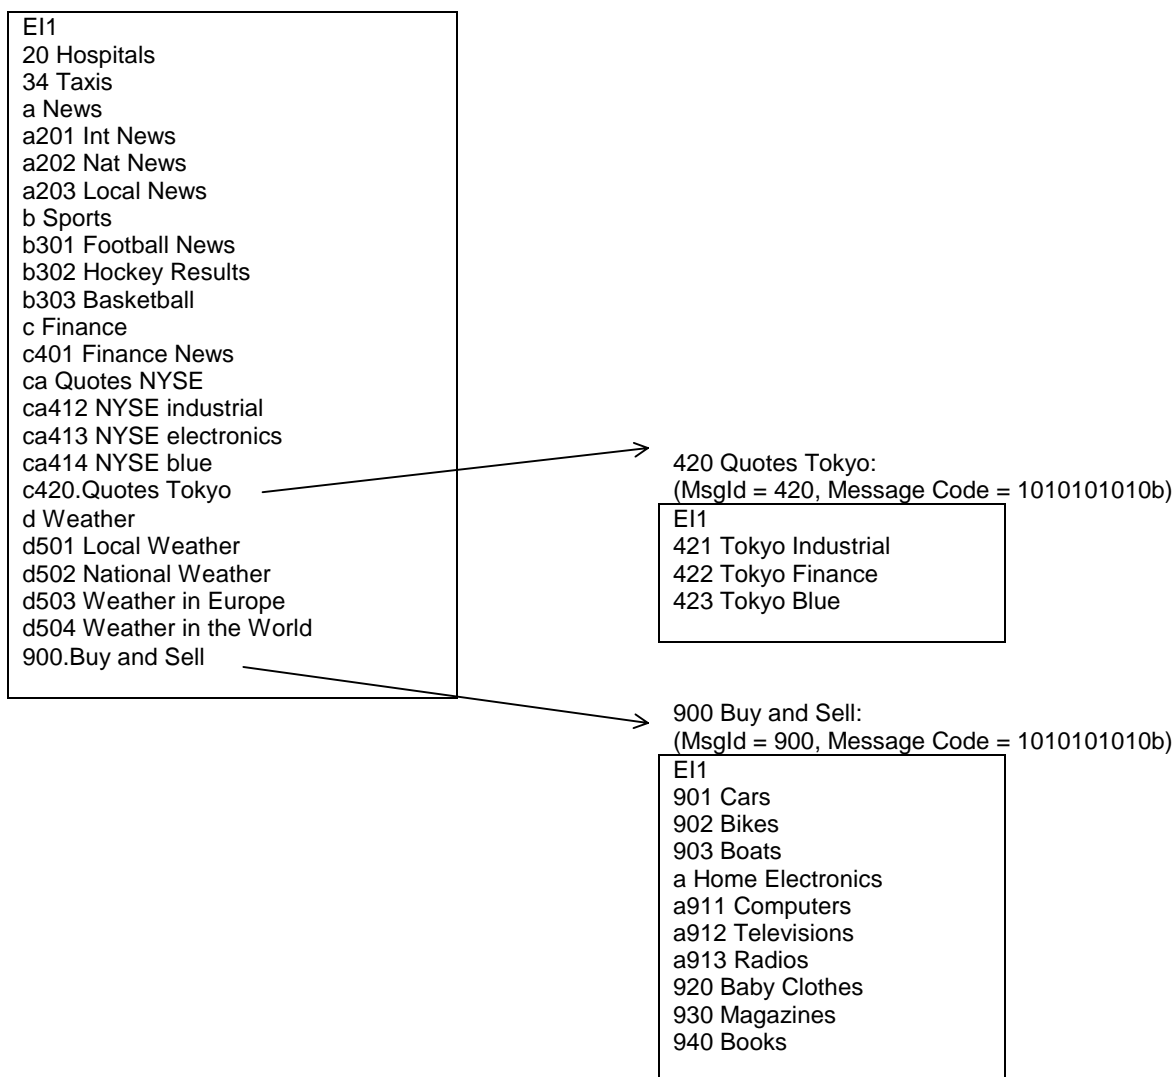 EI1
20 Hospitals
34 Taxis
a News
a201 Int News
a202 Nat News
a203 Local News
b Sports
b301 Football News
b302 Hockey Results
b303 Basketball
c Finance
c401 Finance News
ca Quotes NYSE
ca412 NYSE industrial
ca413 NYSE electronics
ca414 NYSE blue
c420.Quotes Tokyo
d Weather
d501 Local Weather
d502 National Weather
d503 Weather in Europe
d504 Weather in the World
900.Buy and Sell
420 Quotes Tokyo:
(MsgId = 420, Message Code = 1010101010b)
EI1
421 Tokyo Industrial
422 Tokyo Finance
423 Tokyo Blue
900 Buy and Sell:
(MsgId = 900, Message Code = 1010101010b)
EI1
901 Cars
902 Bikes
903 Boats
a Home Electronics
a911 Computers
a912 Televisions
a913 Radios
920 Baby Clothes
930 Magazines
940 Books